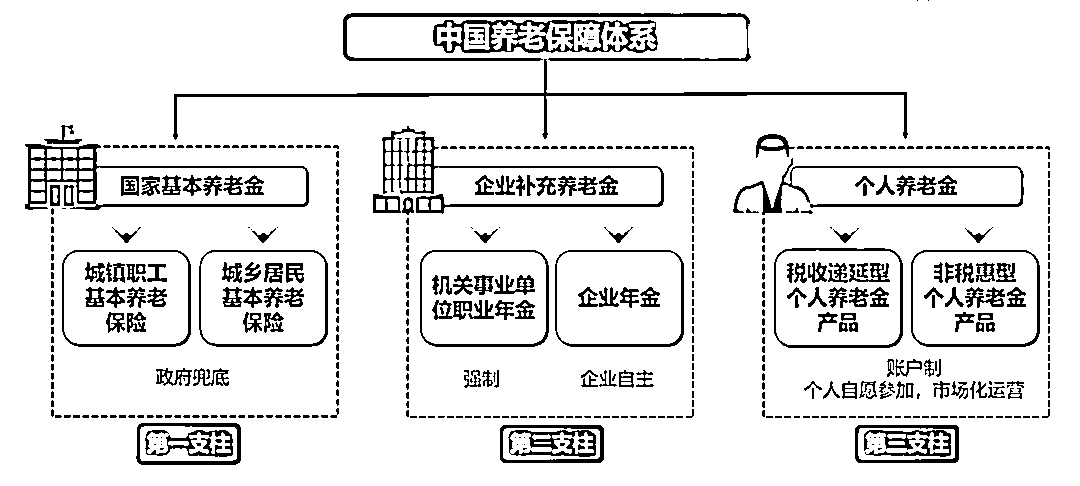 中国养老保障体系
国家基本养老金
企业补充养老金
个人养老金
城镇职工
基本养老
保险
城乡居民
基本养老
保险
机关事业单
位职业年金
企业年金
税收递延型
个人养老金
产品
非税惠型
个人养老金
产品
政府兜底
强制
企业自主
账户制
个人自愿参加，市场化运营
第一支柱
第二支柱
第三支柱